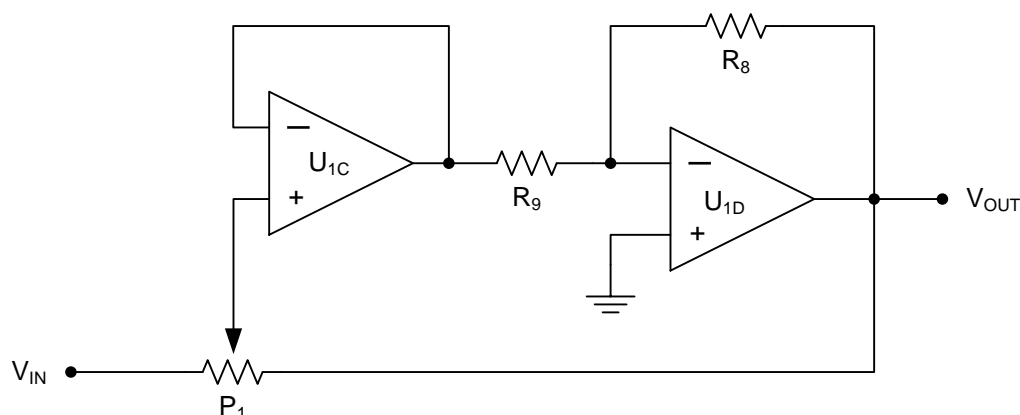 R8
−
U1C
+
R9
−
U1D
+
VOUT
VIN
P1